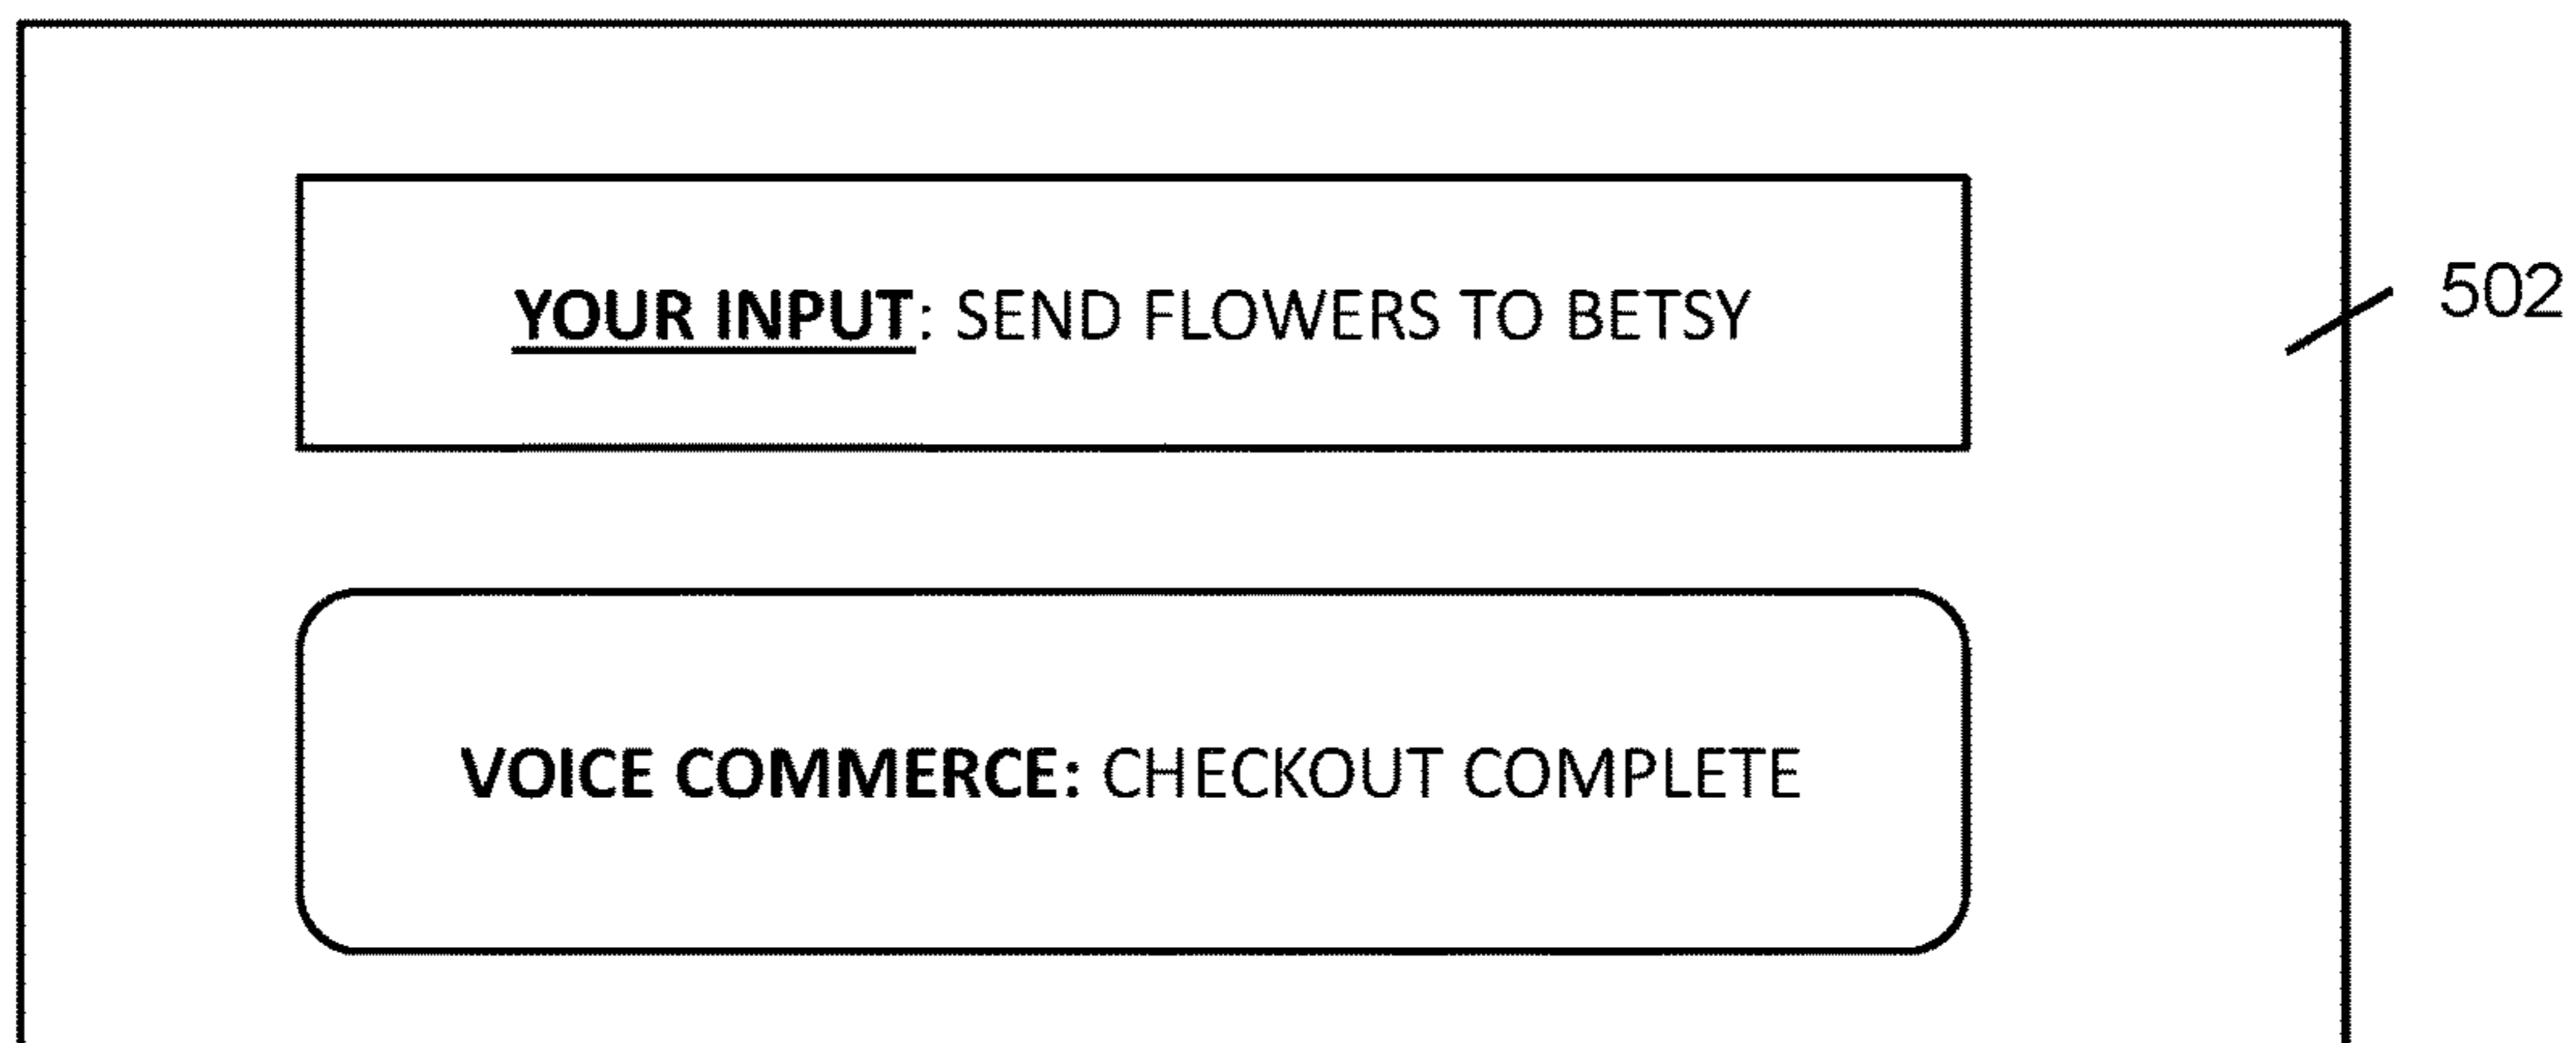 YOUR INPUT: SEND FLOWERS TO BETSY
502
VOICE COMMERCE: CHECKOUT COMPLETE